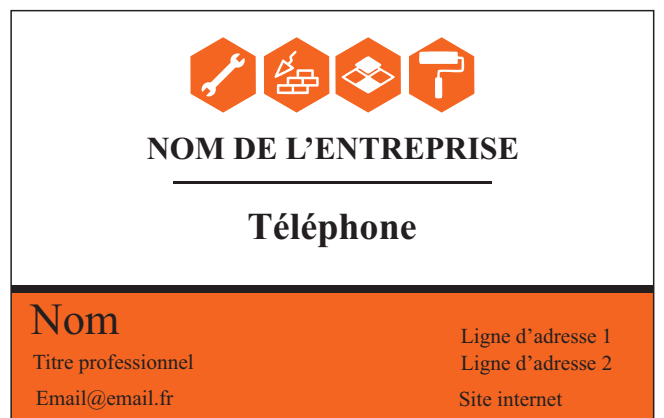 NOM DE L’ENTREPRISE
Téléphone
Nom
Titre professionnel
Email@email.fr
Ligne d’adresse 1
Ligne d’adresse 2
Site internet